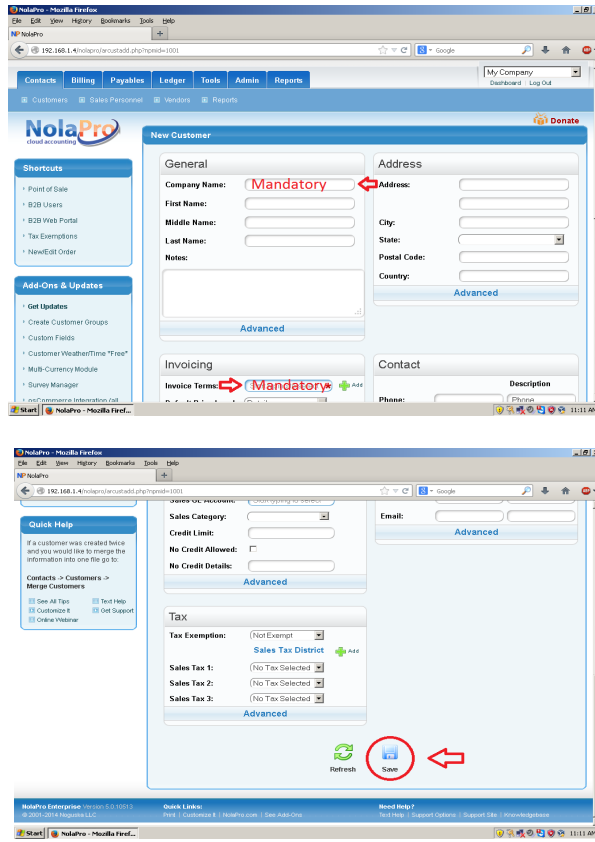 NolaPro - Mozilla Firefox
File Edit View History Bookmarks Tools Help
NP NolaPro
192.168.1.4/nolapro/arcustadd.php?npmid=1001
Google
Contacts Billing Payables Ledger Tools Admin Reports
My Company
Dashboard | Log Out
Customers Sales Personnel Vendors Reports
Donate
NolaPro
cloud accounting
New Customer
Shortcuts
Point of Sale
B2B Users
B2B Web Portal
Tax Exemptions
New/Edit Order
Add-Ons & Updates
Get Updates
Create Customer Groups
Custom Fields
Customer Weather/Time *Free*
Multi-Currency Module
Survey Manager
osCommerce Integration (all
General
Company Name: Mandatory
First Name:
Middle Name:
Last Name:
Notes:
Advanced
Address
Address:
City:
State:
Postal Code:
Country:
Advanced
Invoicing
Invoice Terms: Mandatory Add
Contact
Description
Phone: Phone
Start NolaPro - Mozilla Firef... 11:11 AM
NolaPro - Mozilla Firefox
File Edit View History Bookmarks Tools Help
NP NolaPro
192.168.1.4/nolapro/arcustadd.php?npmid=1001
Google
Quick Help
If a customer was created twice
and you would like to merge the
information into one file go to:
Contacts -> Customers ->
Merge Customers
See All Tips Text Help
Customize It Get Support
Online Webinar
Sales GL Account: Start typing to select
Sales Category:
Credit Limit:
No Credit Allowed:
No Credit Details:
Advanced
Email:
Advanced
Tax
Tax Exemption: Not Exempt
Sales Tax District Add
Sales Tax 1: No Tax Selected
Sales Tax 2: No Tax Selected
Sales Tax 3: No Tax Selected
Advanced
Refresh Save
NolaPro Enterprise Version 5.0.10513
© 2001-2014 Noguska LLC
Quick Links:
Print | Customize It | NolaPro.com | See Add-Ons
Need Help?
Text Help | Support Options | Support Site | Knowledgebase
Start NolaPro - Mozilla Firef... 11:11 AM